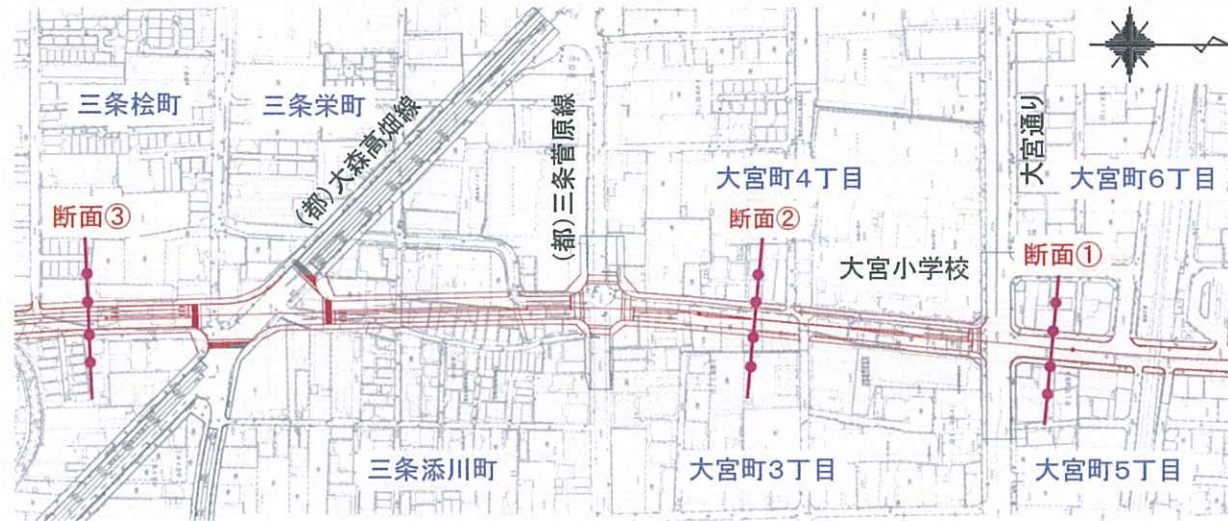 三条桧町
三条栄町
(都)大森高畑線
(都)三条菅原線
大宮通り
大宮町4丁目
大宮町6丁目
断面③
断面②
断面①
大宮小学校
三条添川町
大宮町3丁目
大宮町5丁目